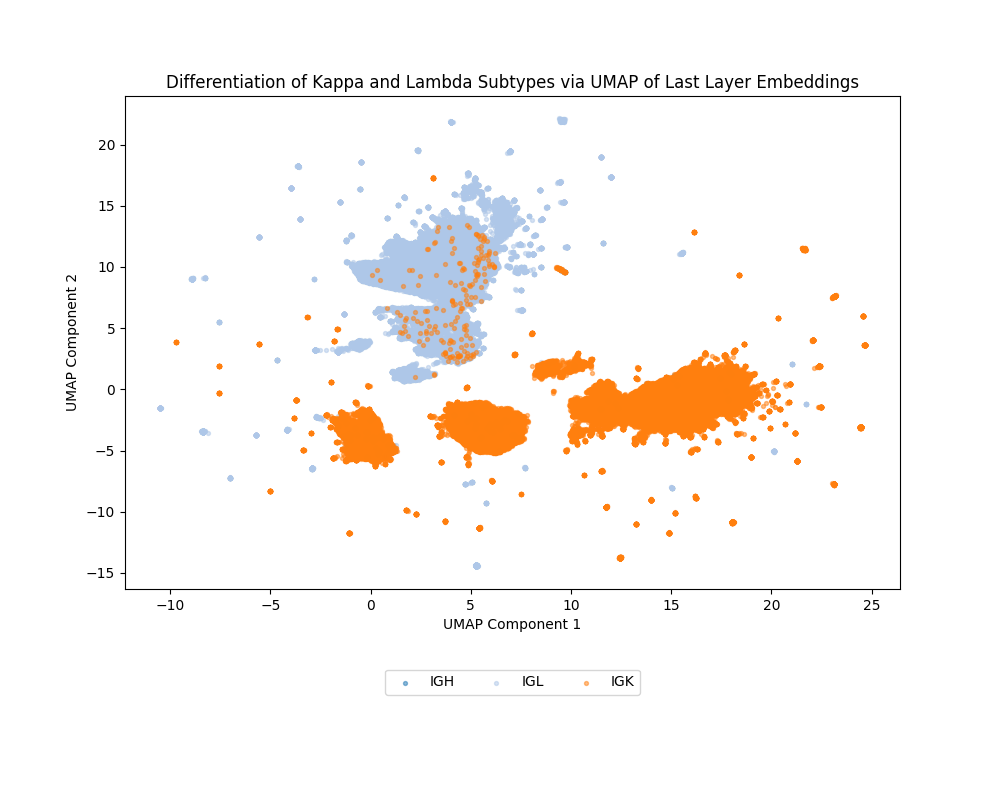 Differentiation of Kappa and Lambda Subtypes via UMAP of Last Layer Embeddings
20
15
10
5
0
−5
−10
−15
UMAP Component 2
−10 −5 0 5 10 15 20 25
UMAP Component 1
IGH IGL IGK